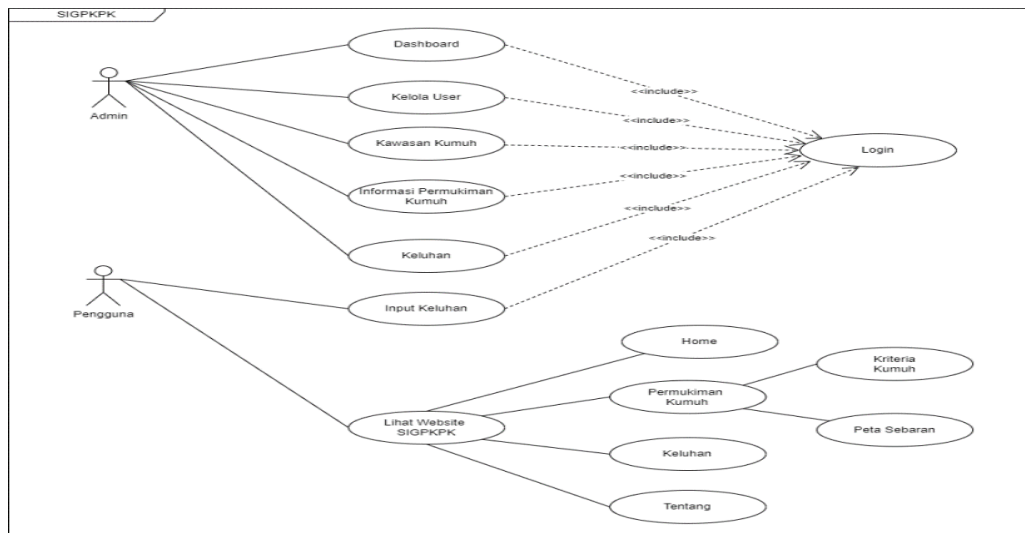 SIGPKPK
Dashboard
<<include>>
Kelola User
Admin
<<include>>
Kawasan Kumuh
<<include>>
Login
Informasi Permukiman
Kumuh
<<include>>
<<include>>
Keluhan
<<include>>
Input Keluhan
Pengguna
Home
Kriteria
Kumuh
Permukiman
Kumuh
Lihat Website
SIGPKPK
Peta Sebaran
Keluhan
Tentang